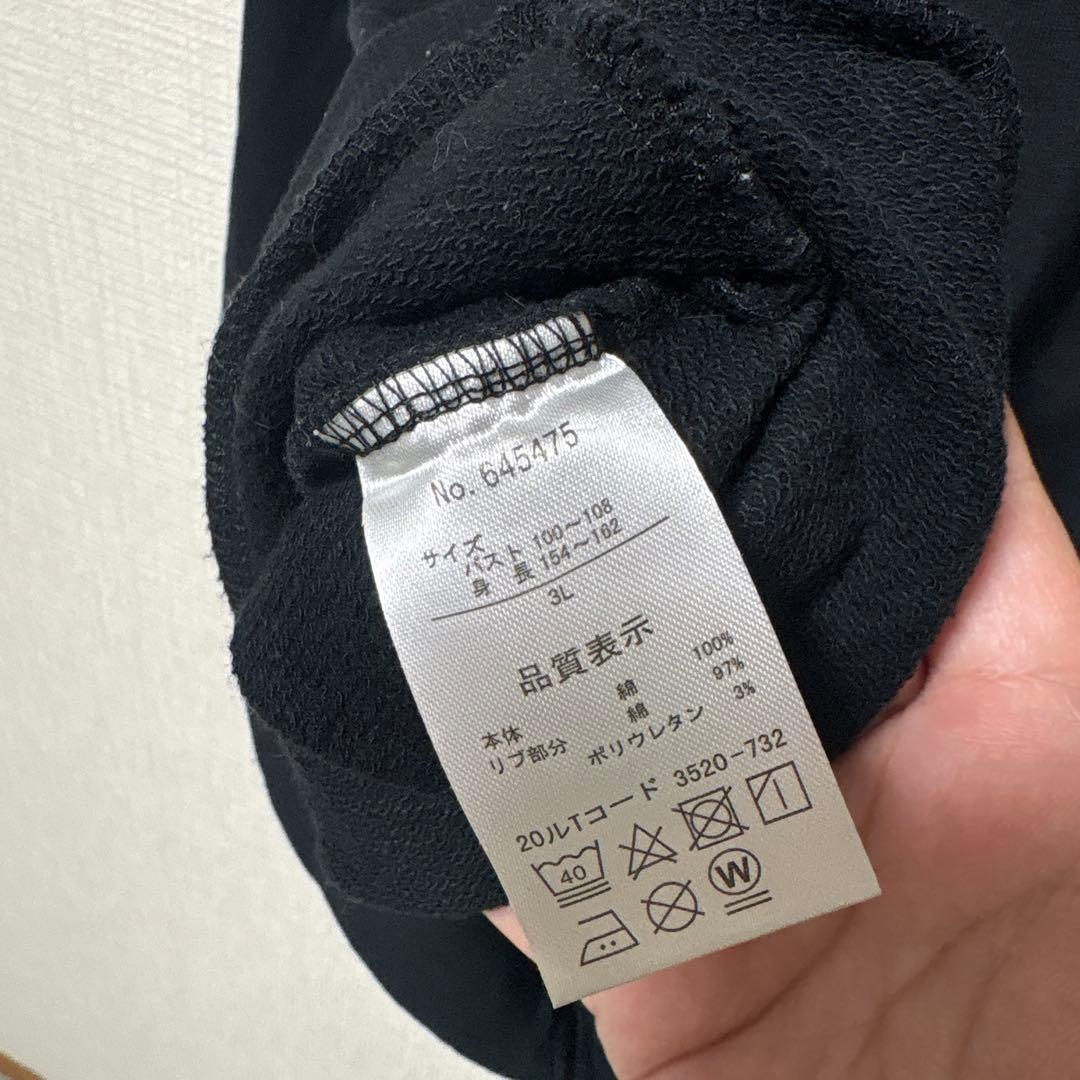 No. 645475
サイズ
バスト 100〜108
身　長 154〜162
3L
品質表示
本体 綿 100%
リブ部分 綿 97%
ポリウレタン 3%
20ノルTコード 3520-732
40
W